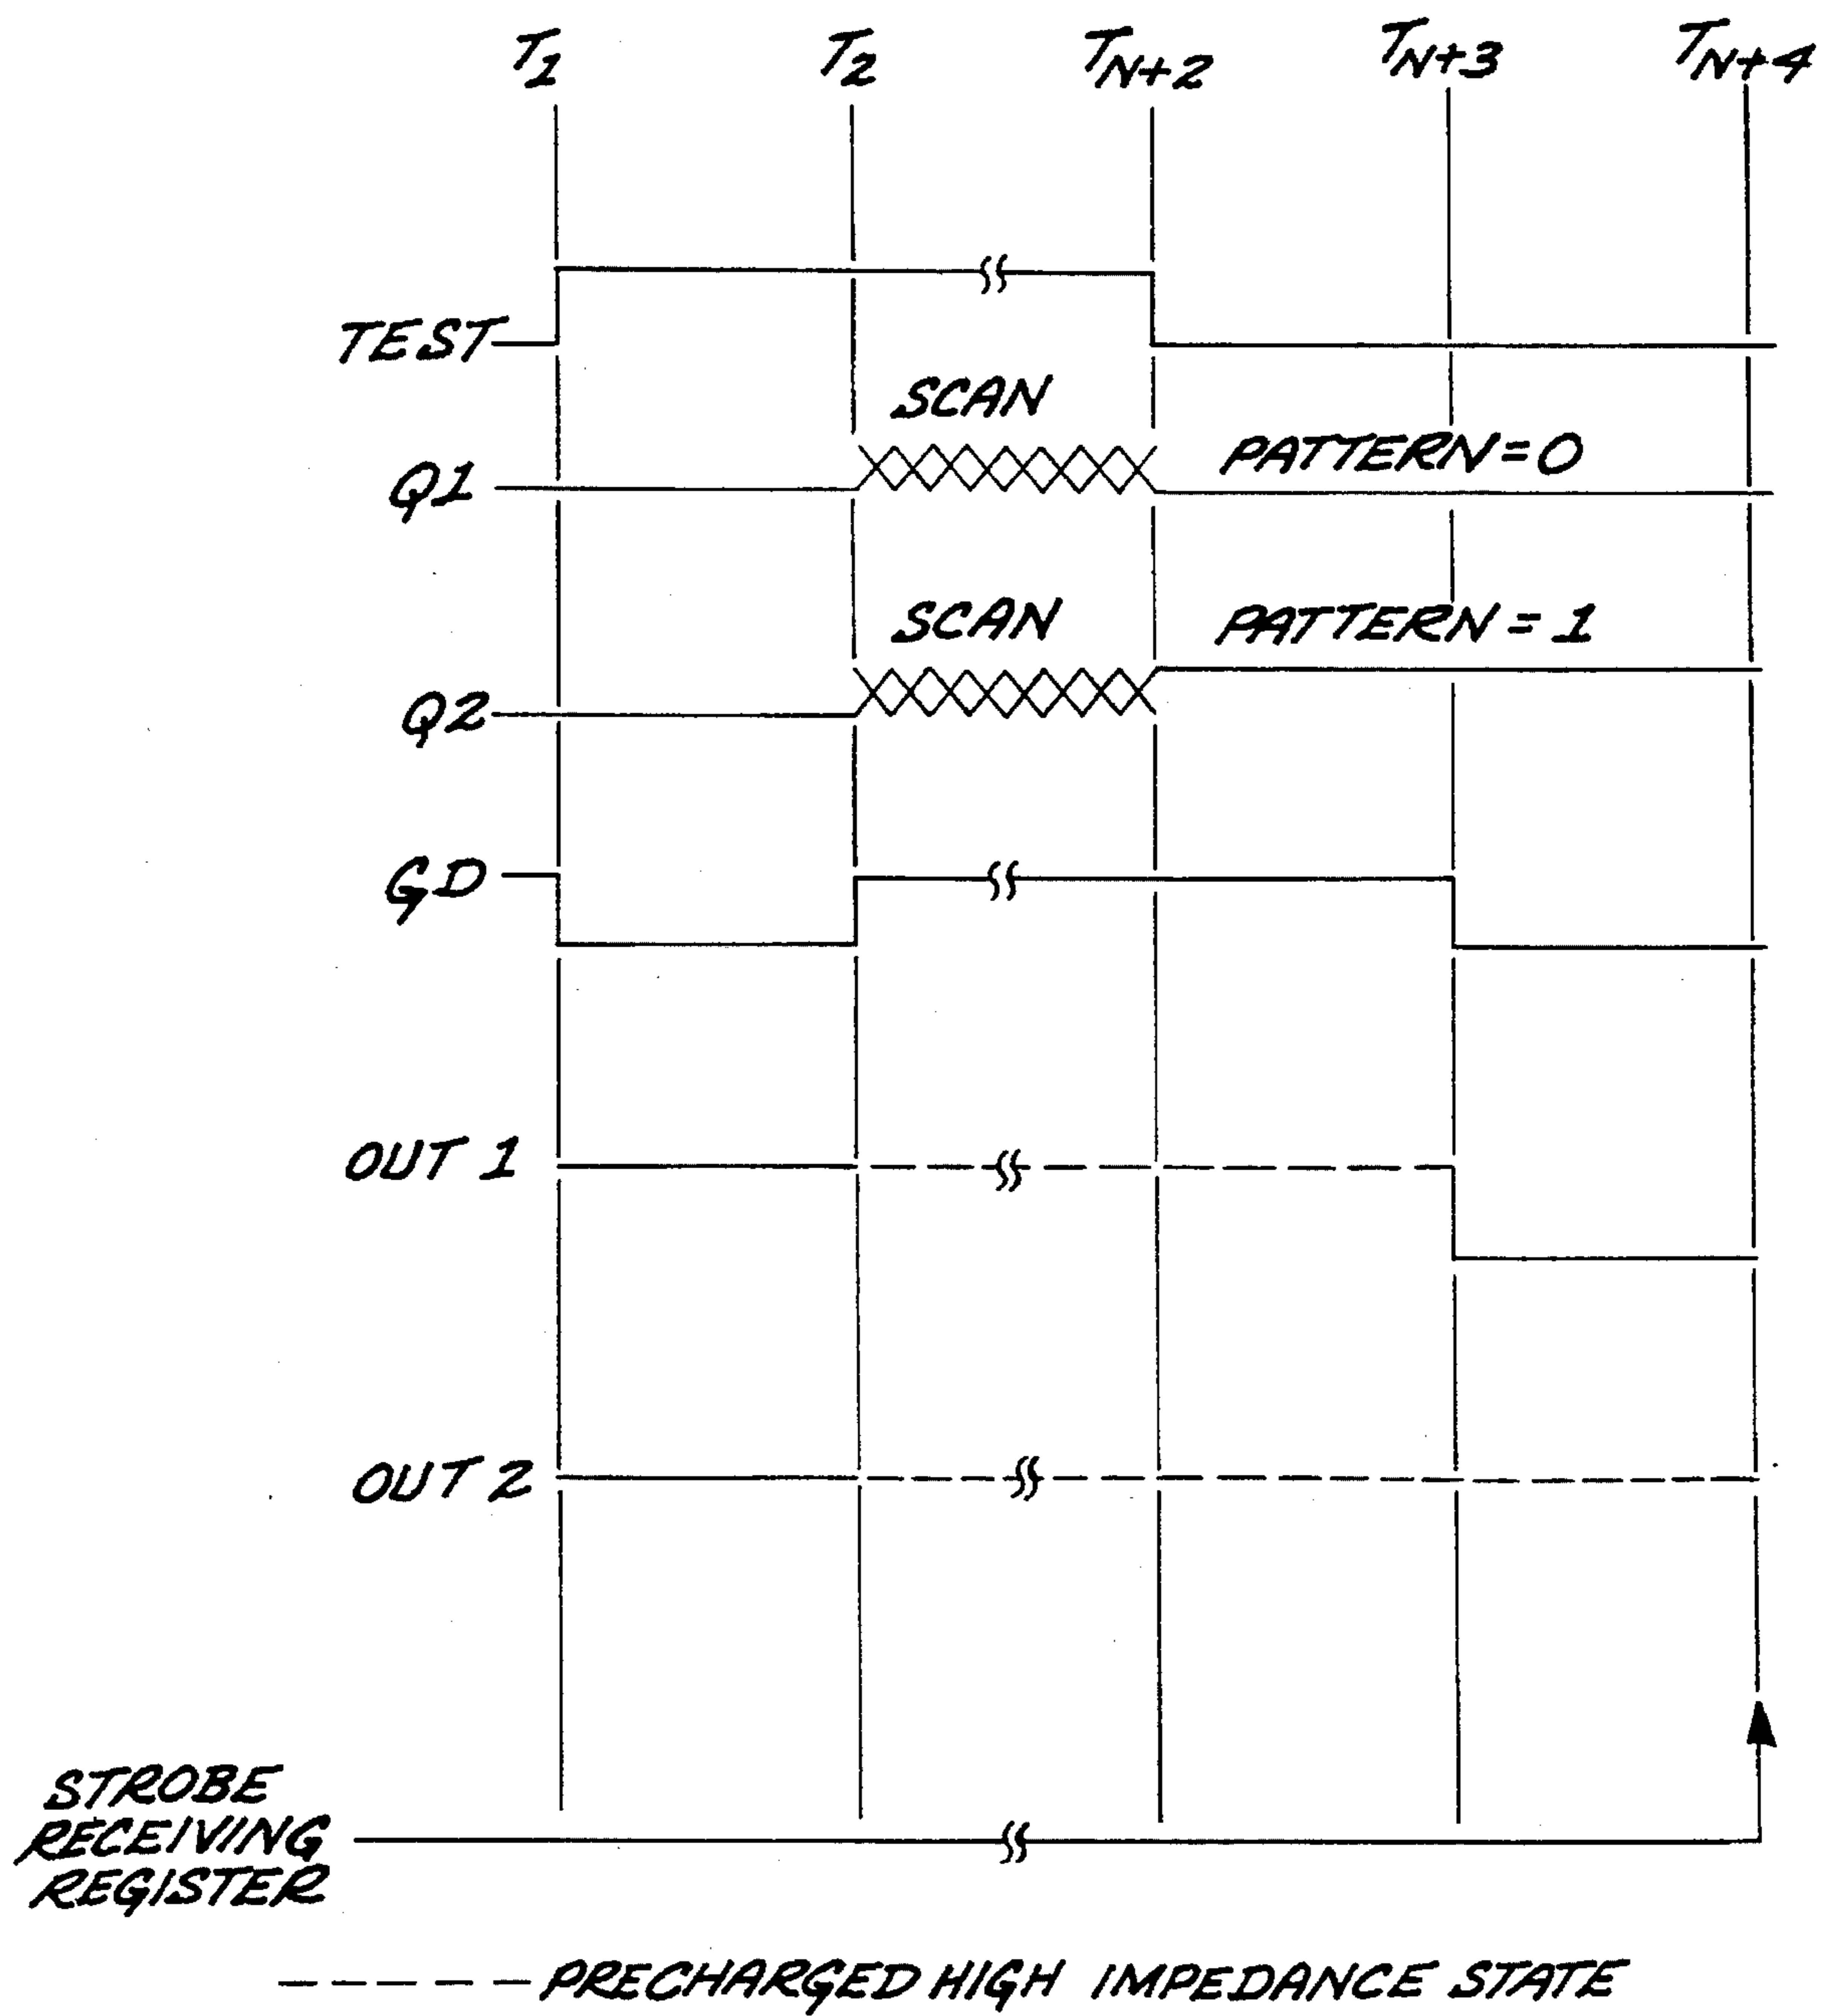 T1 T2 TN+2 TN+3 TN+4
TEST
SCAN
Q1 PATTERN=0
SCAN PATTERN=1
Q2
GD
OUT 1
OUT 2
STROBE
RECEIVING
REGISTER
PRECHARGED HIGH IMPEDANCE STATE